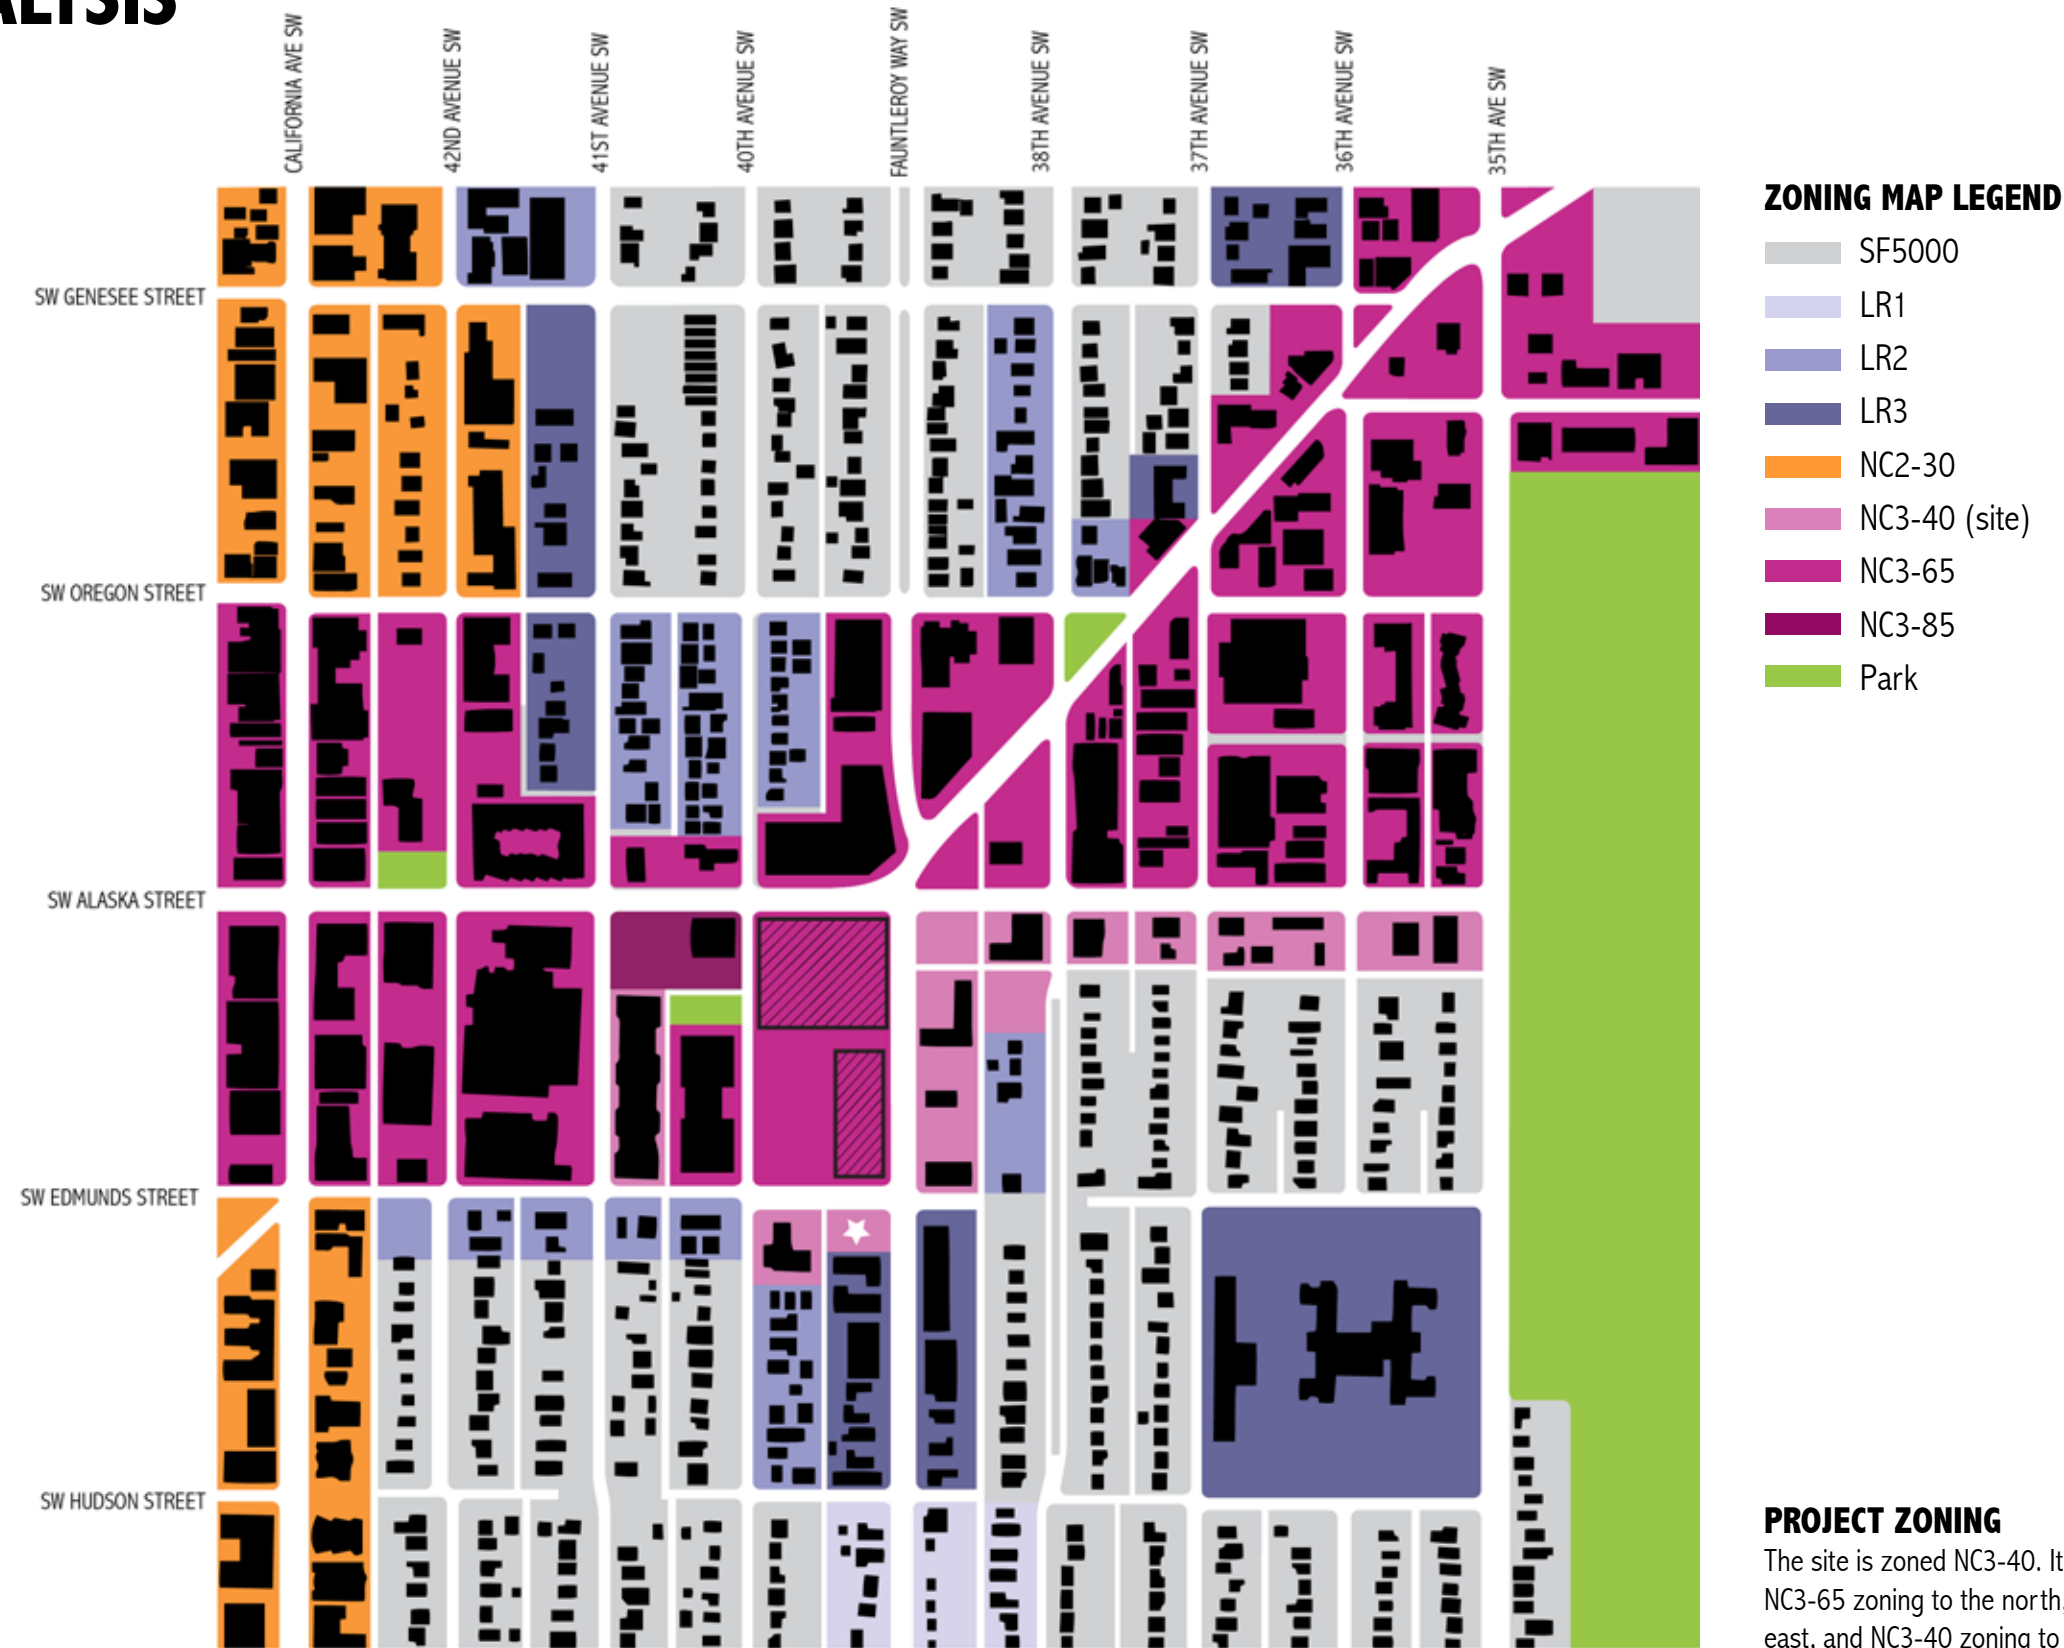 CALIFORNIA AVE SW
42ND AVENUE SW
41ST AVENUE SW
40TH AVENUE SW
FAUNTLEROY WAY SW
38TH AVENUE SW
37TH AVENUE SW
36TH AVENUE SW
35TH AVE SW
SW GENESEE STREET
SW OREGON STREET
SW ALASKA STREET
SW EDMUNDS STREET
SW HUDSON STREET
ZONING MAP LEGEND
SF5000
LR1
LR2
LR3
NC2-30
NC3-40 (site)
NC3-65
NC3-85
Park
PROJECT ZONING
The site is zoned NC3-40. It
NC3-65 zoning to the north.
east, and NC3-40 zoning to